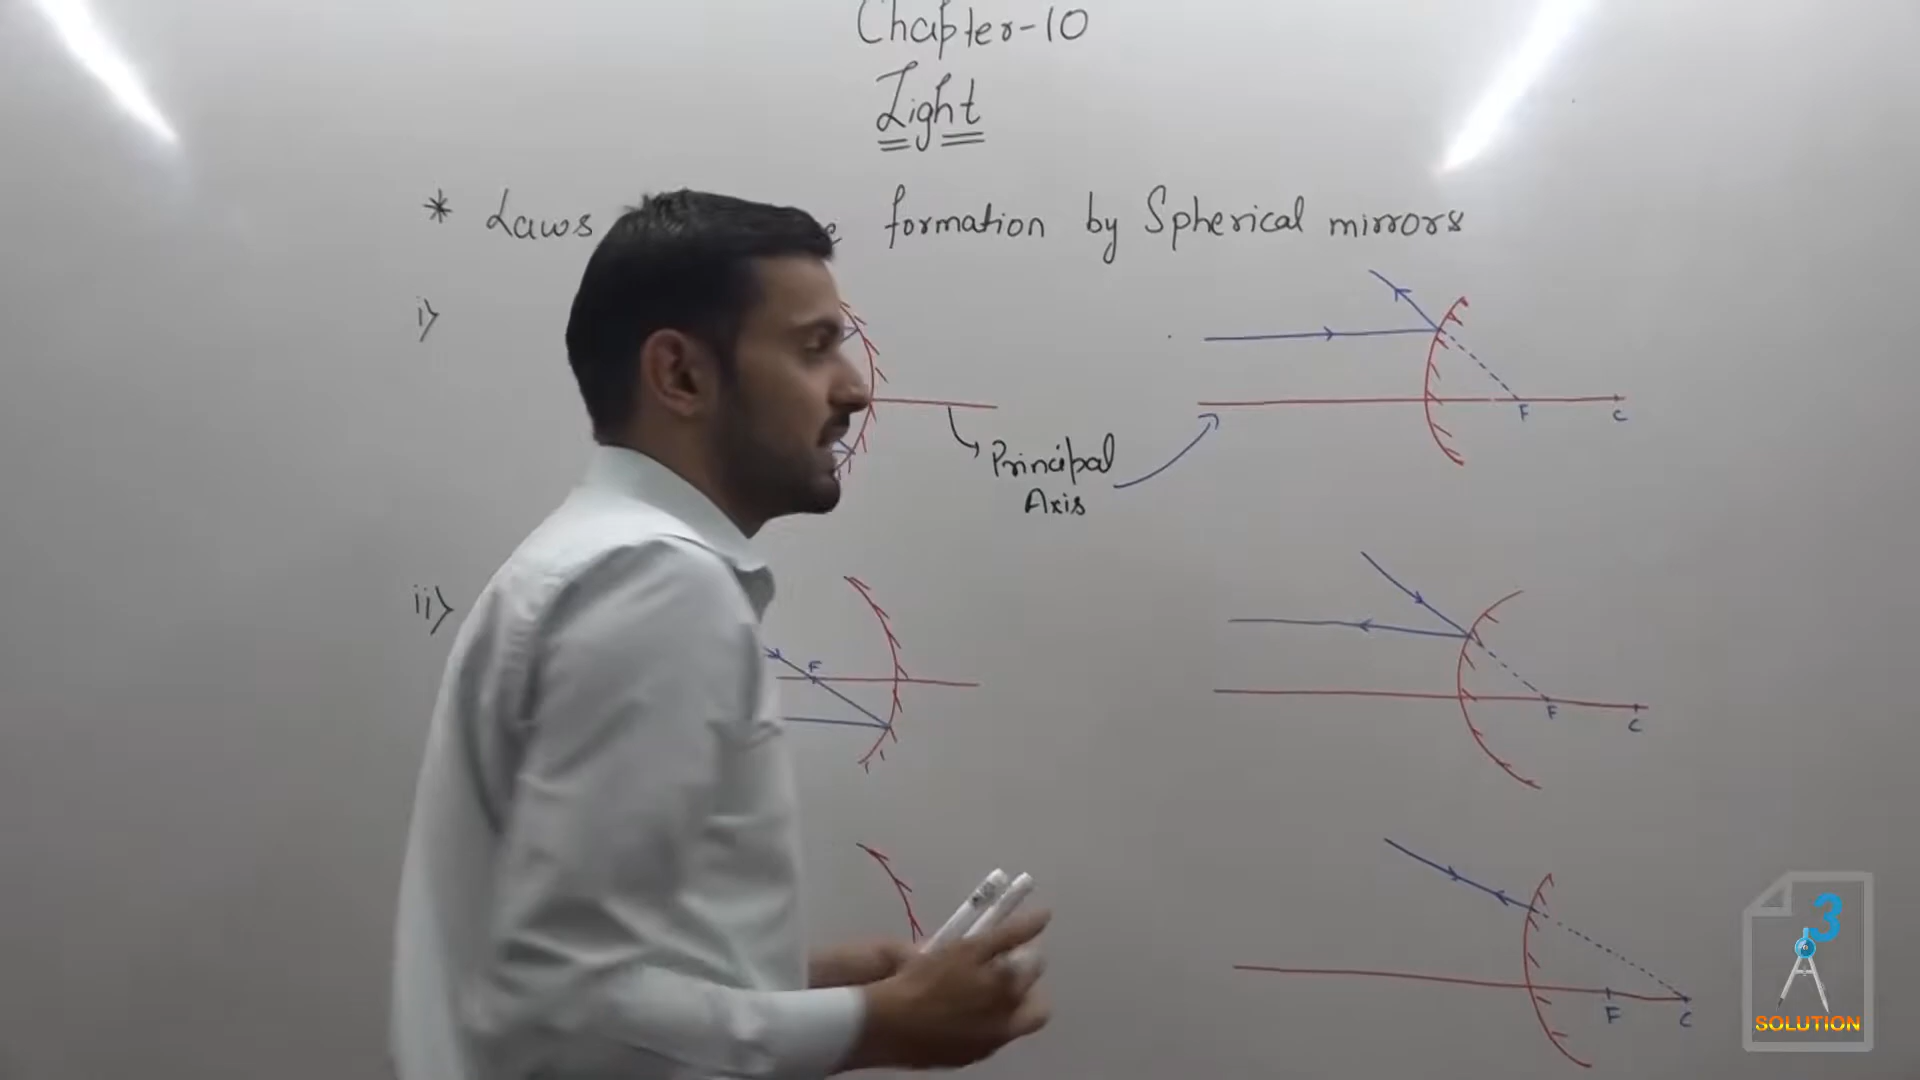 Chapter-10
Light
* Laws formation by Spherical mirrors
i)
F C
Principal
Axis
ii)
F
F C
F C
3
SOLUTION